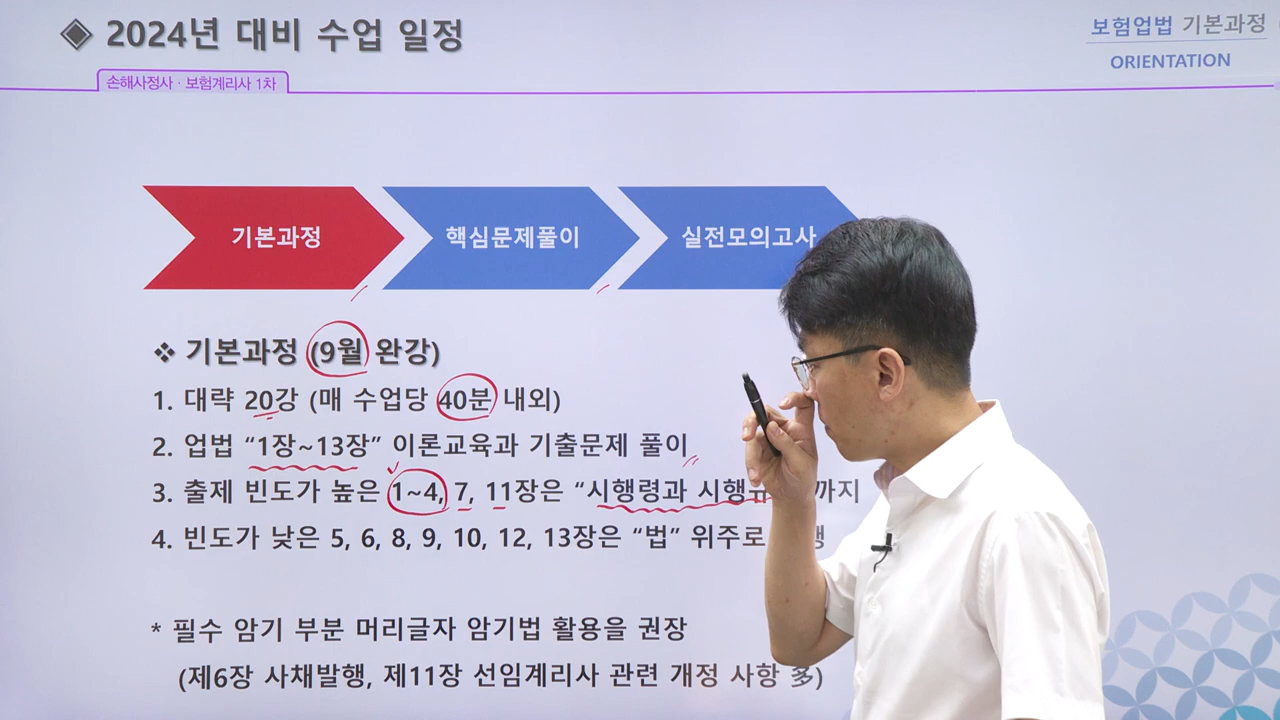 ◈ 2024년 대비 수업 일정
보험업법 기본과정
ORIENTATION
손해사정사 · 보험계리사 1차
기본과정
핵심문제풀이
실전모의고사
❖ 기본과정 (9월 완강)
1. 대략 20강 (매 수업당 40분 내외)
2. 업법 “1장~13장” 이론교육과 기출문제 풀이
3. 출제 빈도가 높은 1~4, 7, 11장은 “시행령과 까지
4. 빈도가 낮은 5, 6, 8, 9, 10, 12, 13장은 “법” 위주로
* 필수 암기 부분 머리글자 암기법 활용을 권장
(제6장 사채발행, 제11장 선임계리사 관련 개정 사항 多)